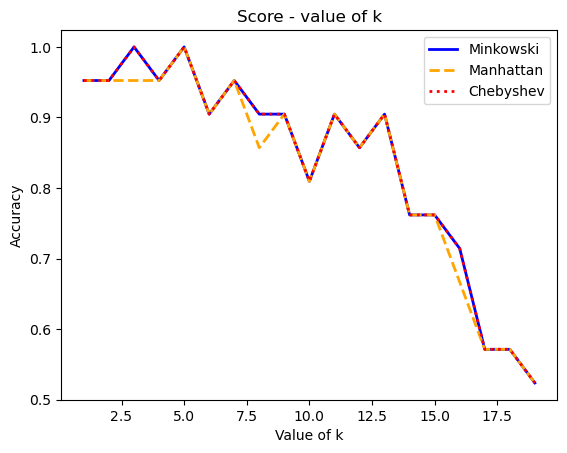 Score - value of k
Minkowski
Manhattan
Chebyshev
Accuracy
1.0
0.9
0.8
0.7
0.6
0.5
2.5 5.0 7.5 10.0 12.5 15.0 17.5
Value of k